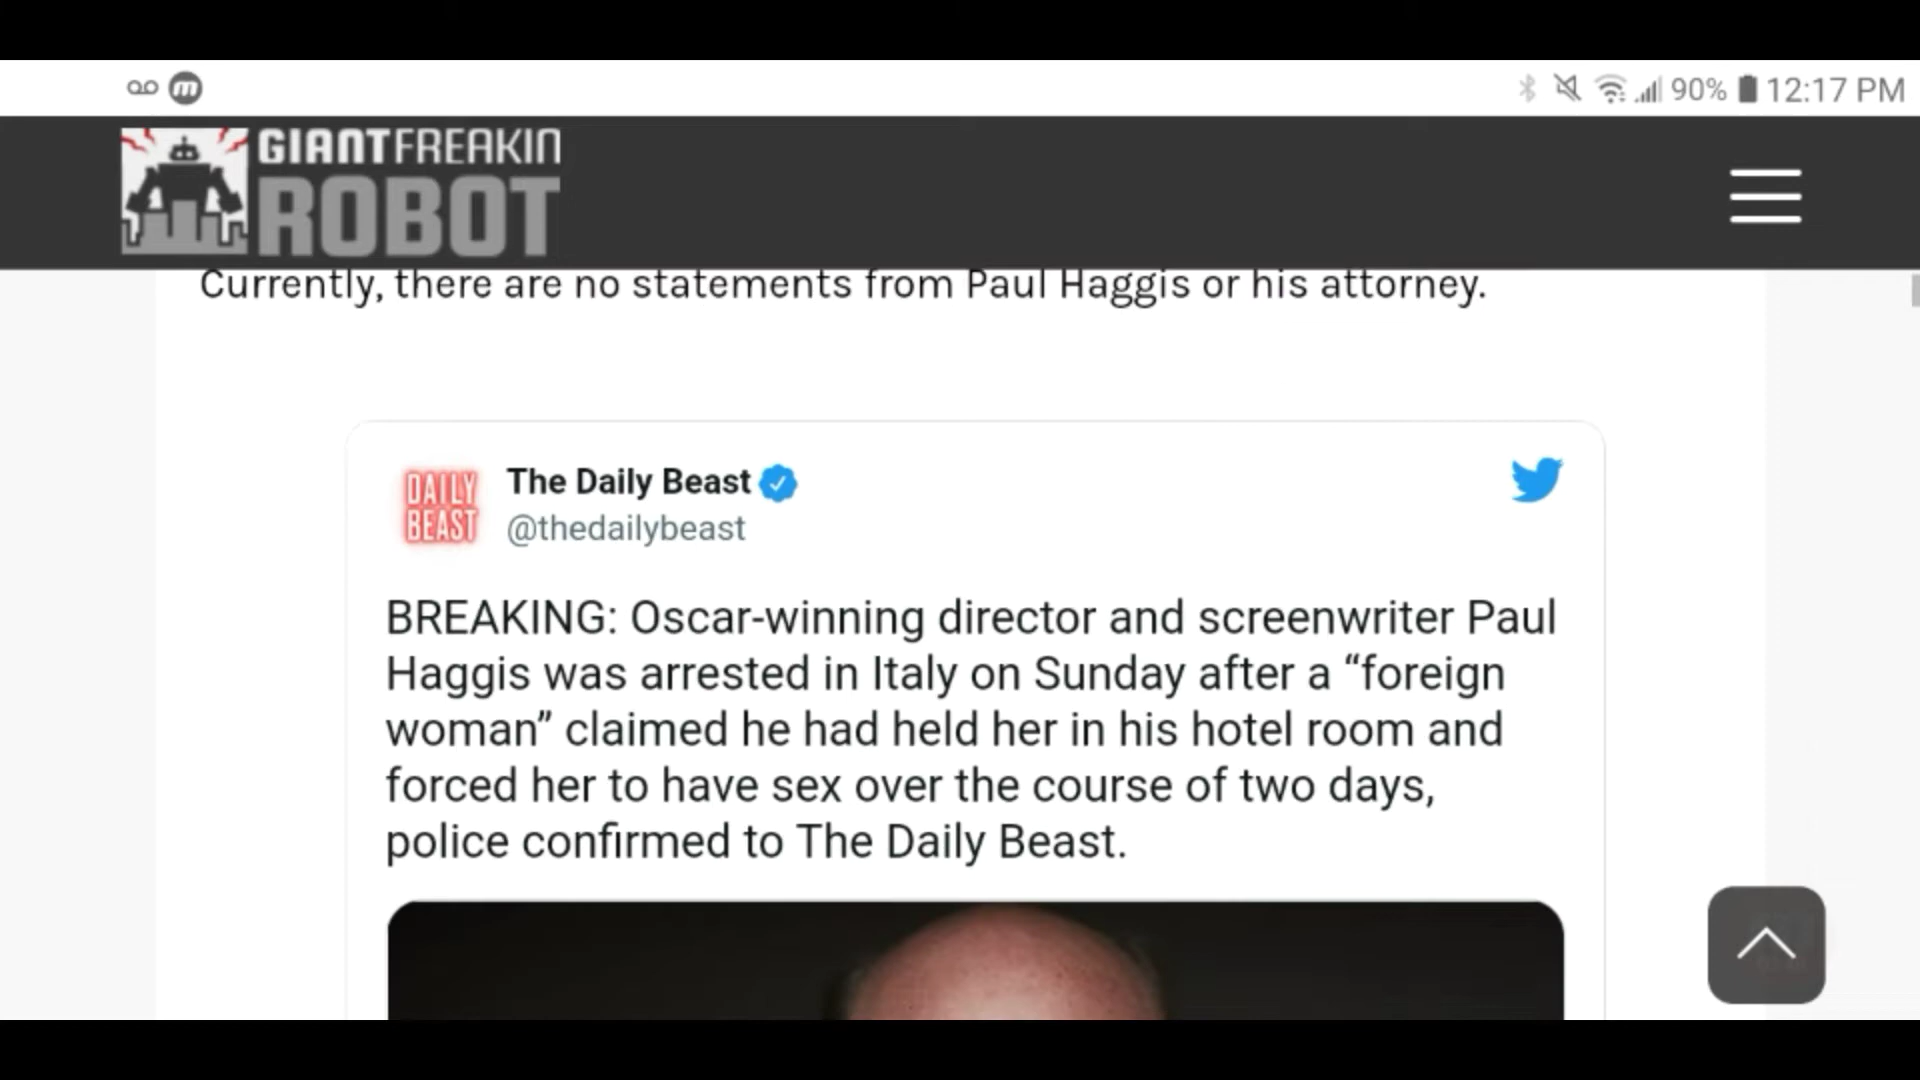 90% 12:17 PM
GIANT FREAKIN
ROBOT
Currently, there are no statements from Paul Haggis or his attorney.
DAILY
BEAST
The Daily Beast
@thedailybeast
BREAKING: Oscar-winning director and screenwriter Paul
Haggis was arrested in Italy on Sunday after a “foreign
woman” claimed he had held her in his hotel room and
forced her to have sex over the course of two days,
police confirmed to The Daily Beast.